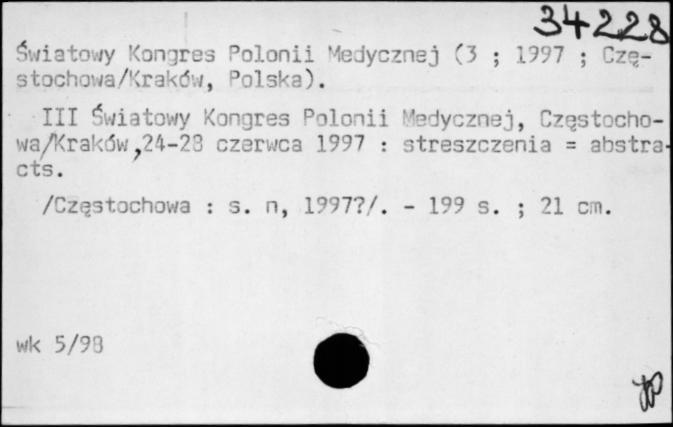 34228
Światowy Kongres Polonii Medycznej (3 ; 1997 ; Czę-
stochowa/Kraków, Polska).
III Światowy Kongres Polonii Medycznej, Częstocho-
wa/Kraków,24-28 czerwca 1997 : streszczenia = abstra-
cts.
/Częstochowa : s. n, 1997?/. - 199 s. ; 21 cm.
wk 5/98